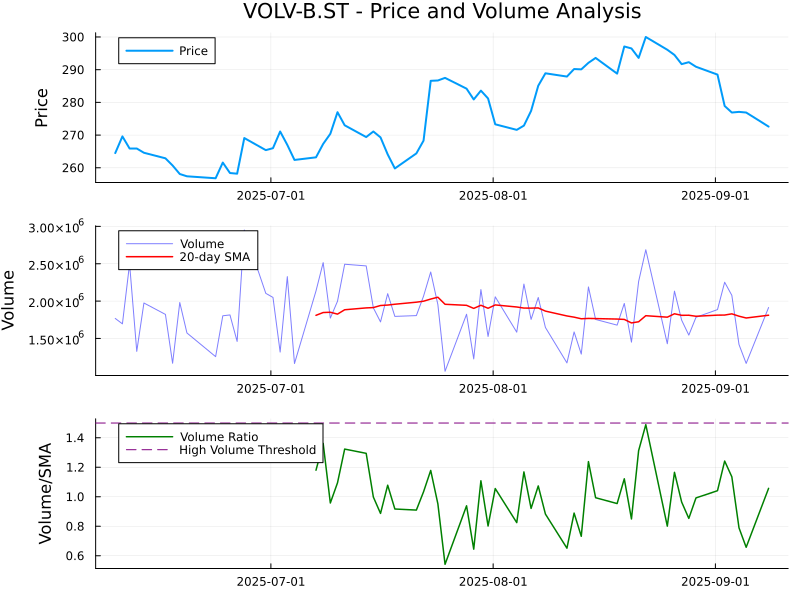 VOLV-B.ST - Price and Volume Analysis
Price
300
290
280
270
260
Price
2025-07-01
2025-08-01
2025-09-01
Volume
3.00×10⁶
2.50×10⁶
2.00×10⁶
1.50×10⁶
Volume
20-day SMA
2025-07-01
2025-08-01
2025-09-01
Volume/SMA
1.4
1.2
1.0
0.8
0.6
Volume Ratio
High Volume Threshold
2025-07-01
2025-08-01
2025-09-01